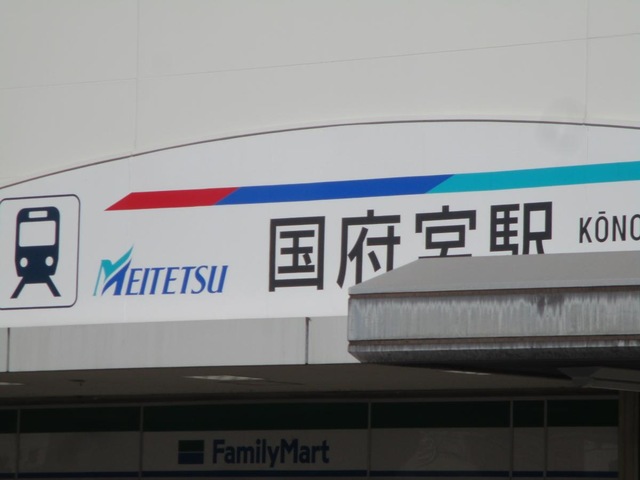 MEITETSU 国府宮駅 KŌNO
FamilyMart